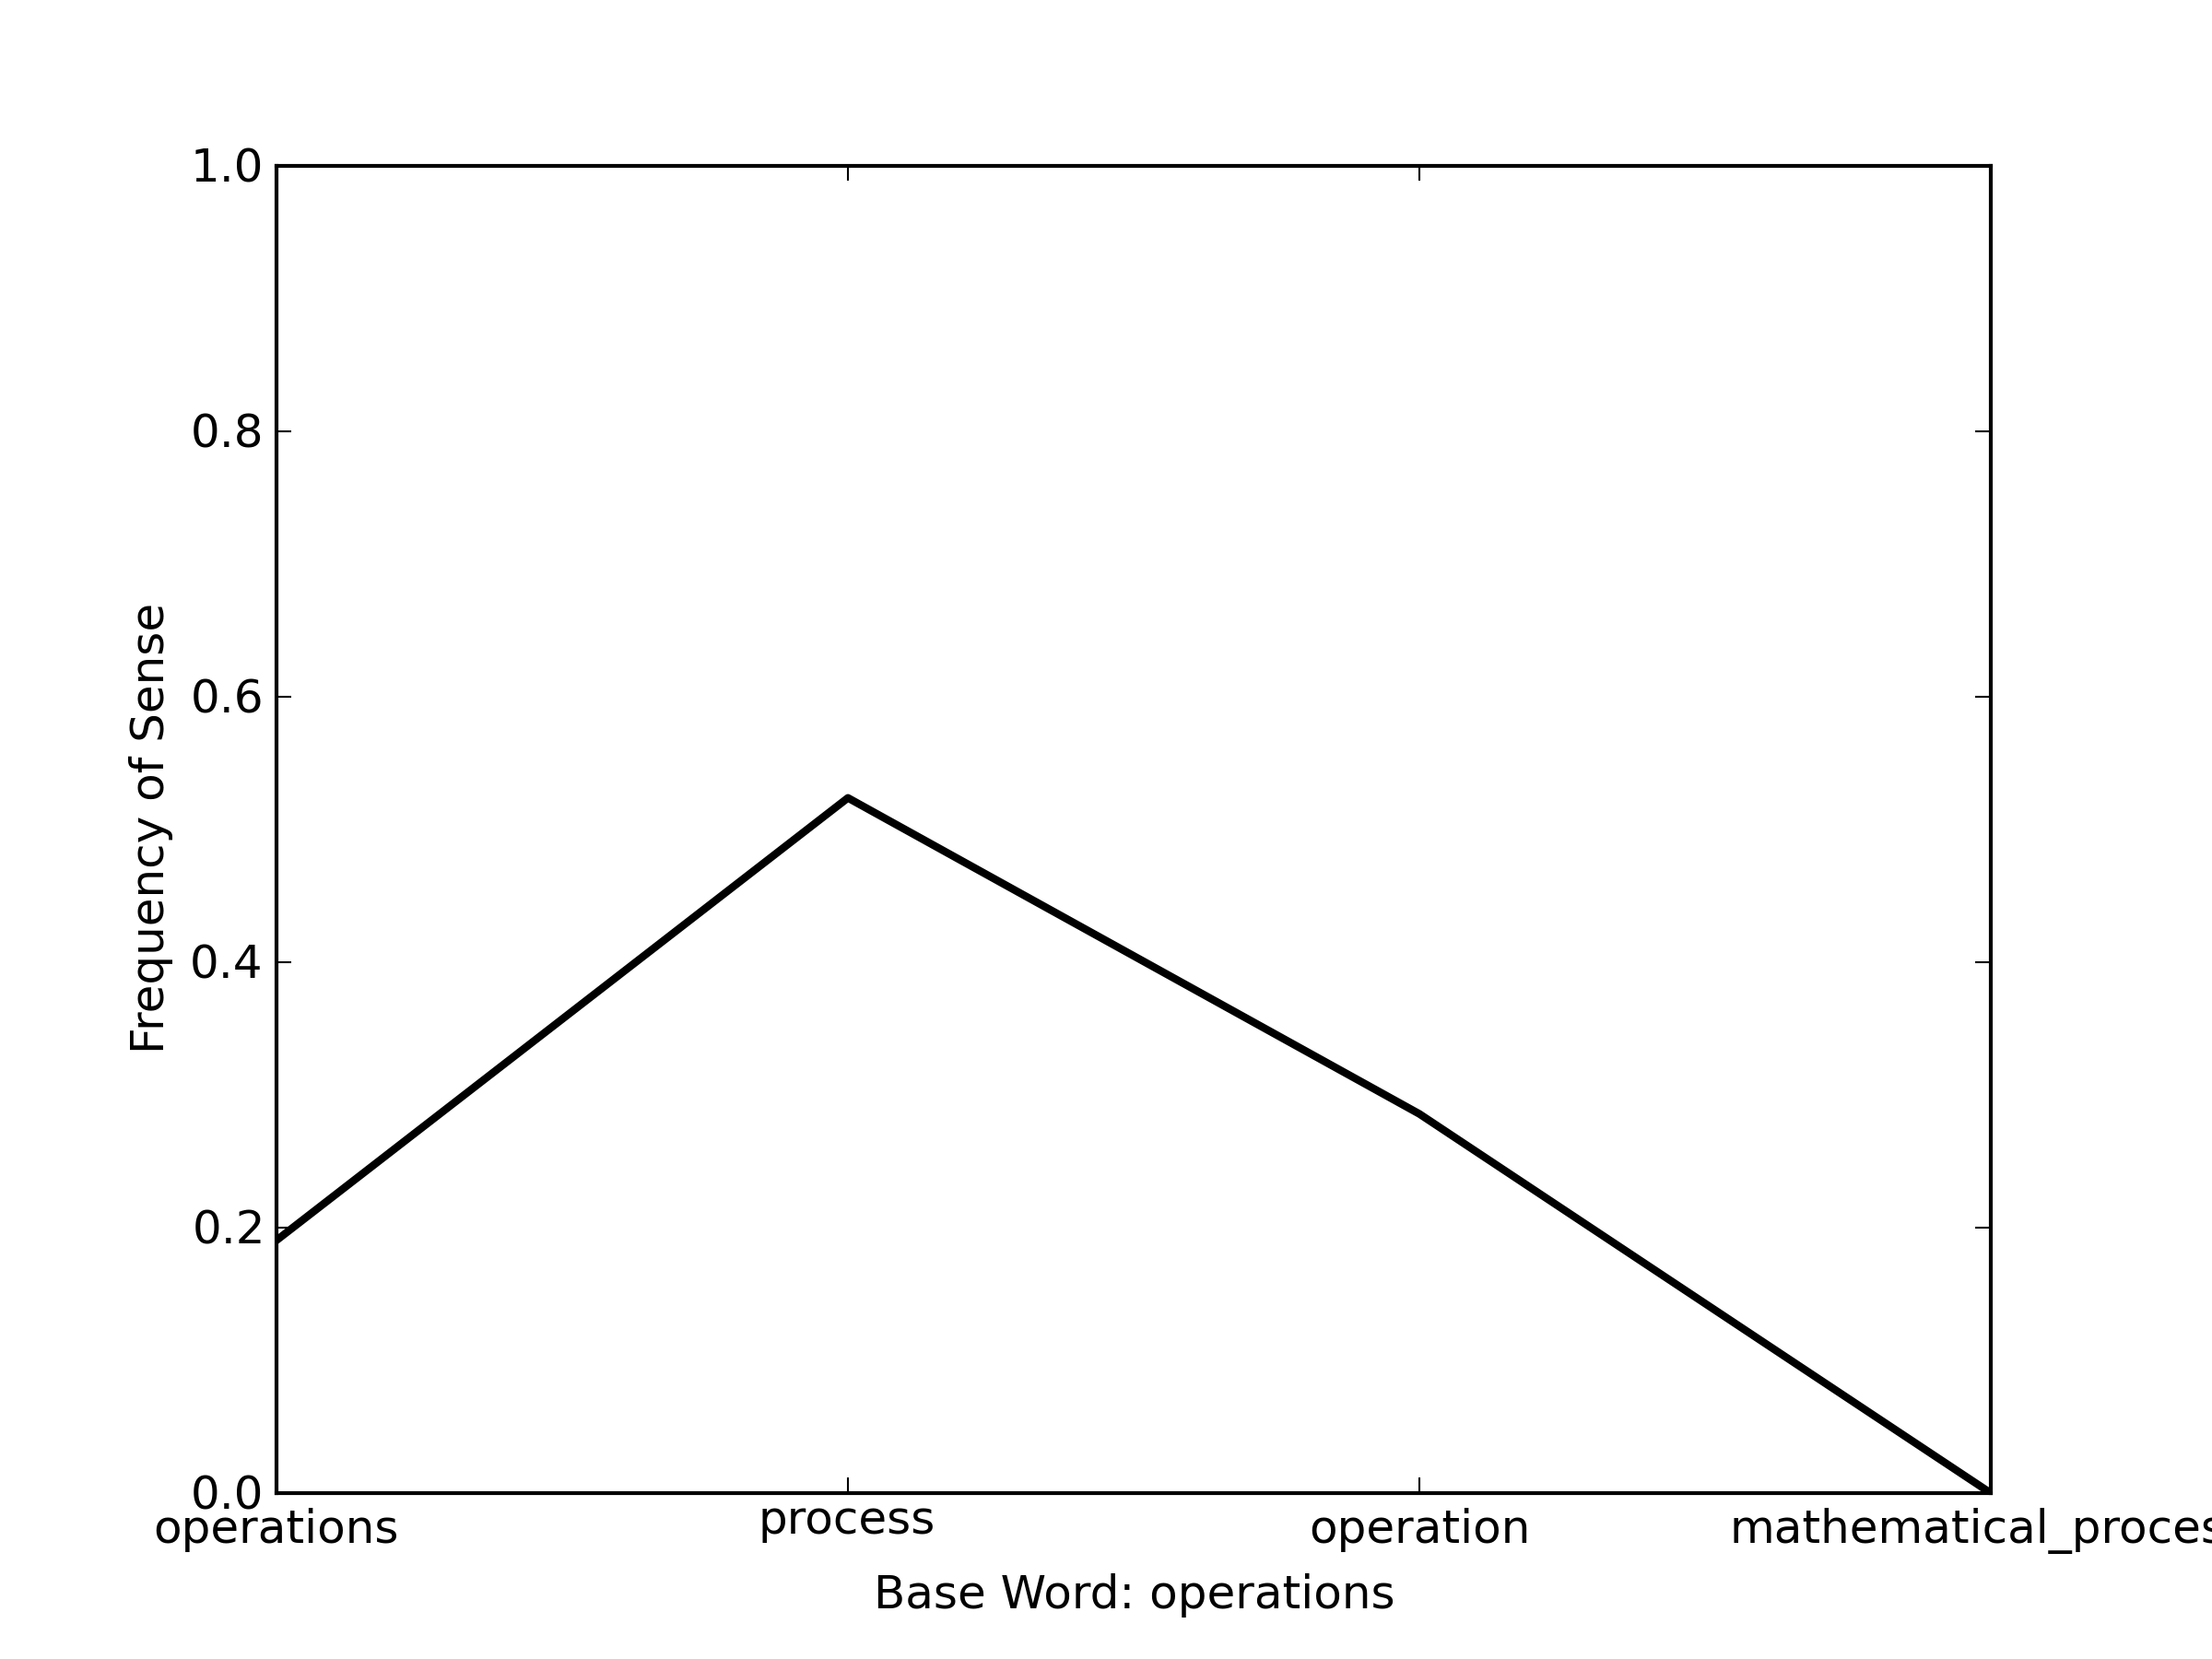 1.0
0.8
0.6
0.4
0.2
0.0
Frequency of Sense
operations process operation mathematical_proces
Base Word: operations